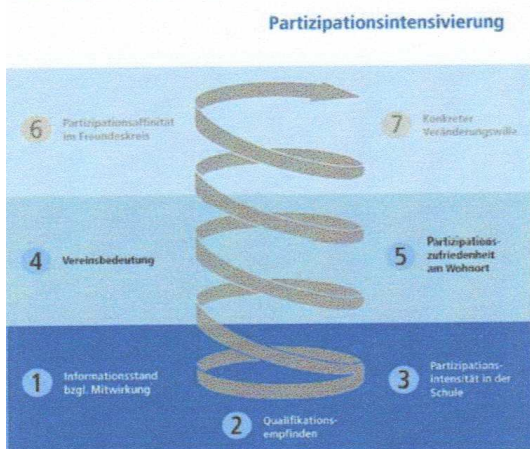 Partizipationsintensivierung
6 Partizipationsaffinität
im Freundeskreis
7 Konkreter
Veränderungswille
4 Vereinsbedeutung
5 Partizipations-
zufriedenheit
am Wohnort
1 Informationsstand
bzgl. Mitwirkung
2 Qualifikations-
empfinden
3 Partizipations-
intensität in der
Schule